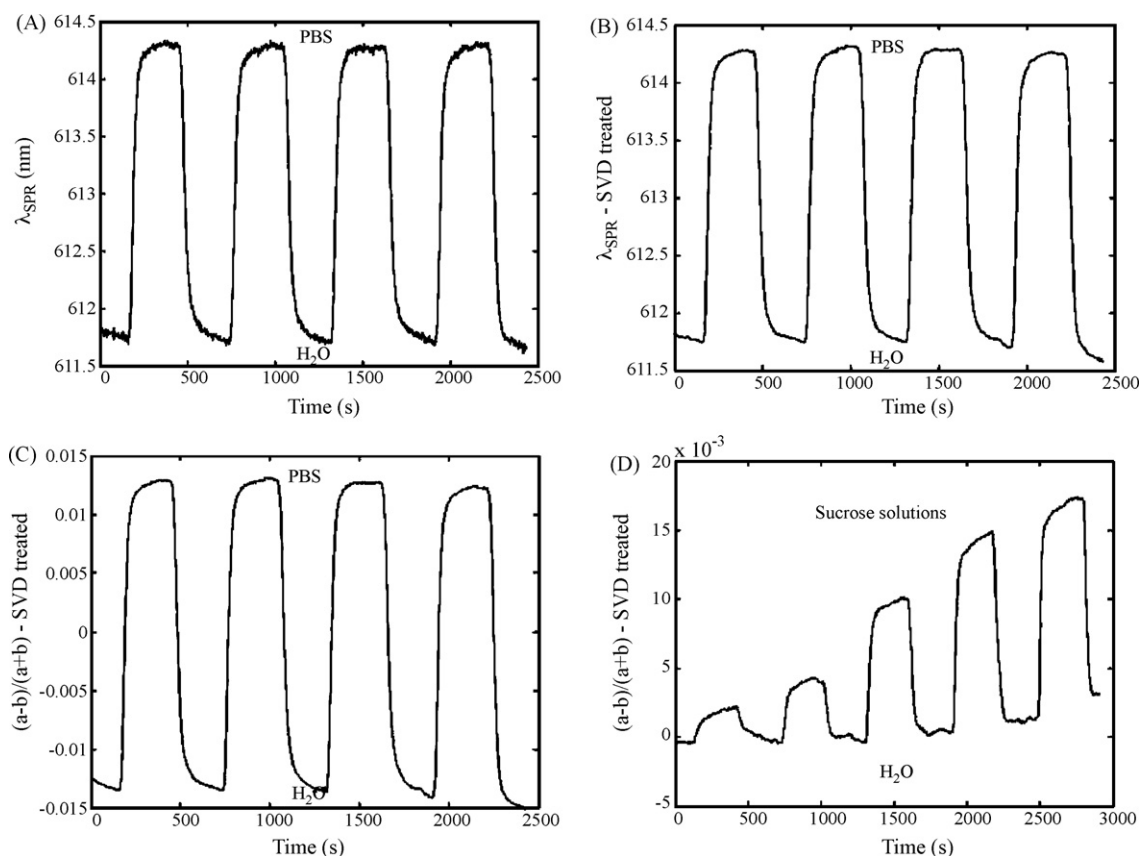 (A)
614.5
614
613.5
613
612.5
612
611.5
λSPR (nm)
PBS
H2O
0 500 1000 1500 2000 2500
Time (s)
(B)
614.5
614
613.5
613
612.5
612
611.5
λSPR - SVD treated
PBS
H2O
0 500 1000 1500 2000 2500
Time (s)
(C)
0.015
0.01
0.005
0
-0.005
-0.01
-0.015
(a-b)/(a+b) - SVD treated
PBS
H2O
0 500 1000 1500 2000 2500
Time (s)
(D)
x 10-3
20
15
10
5
0
-5
(a-b)/(a+b) - SVD treated
Sucrose solutions
H2O
0 500 1000 1500 2000 2500 3000
Time (s)